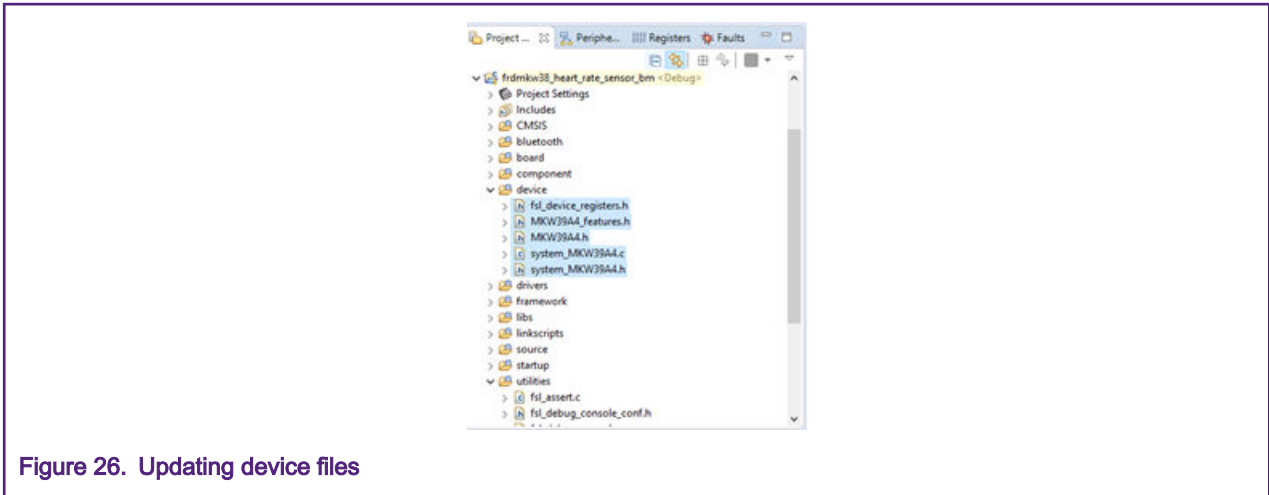 Project ... Periphe... Registers Faults
frdmkw38_heart_rate_sensor_bm <Debug>
Project Settings
Includes
CMSIS
bluetooth
board
component
device
fsl_device_registers.h
MKW39A4_features.h
MKW39A4.h
system_MKW39A4.c
system_MKW39A4.h
drivers
framework
libs
linkscripts
source
startup
utilities
fsl_assert.c
fsl_debug_console_conf.h
Figure 26. Updating device files